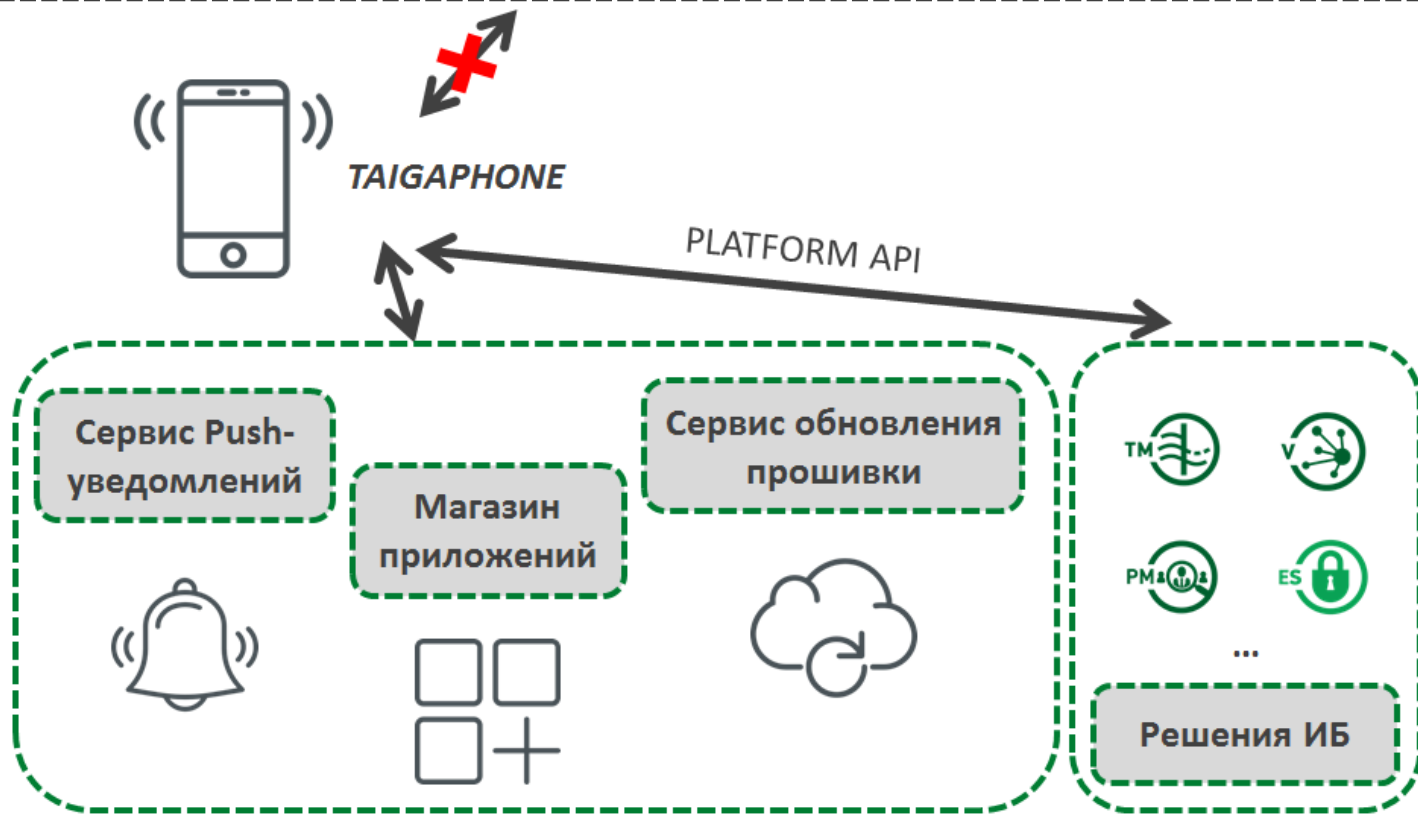 TAIGAPHONE
PLATFORM API
Сервис Push-
уведомлений
Магазин
приложений
Сервис обновления
прошивки
TM
V
PM
ES
...
Решения ИБ